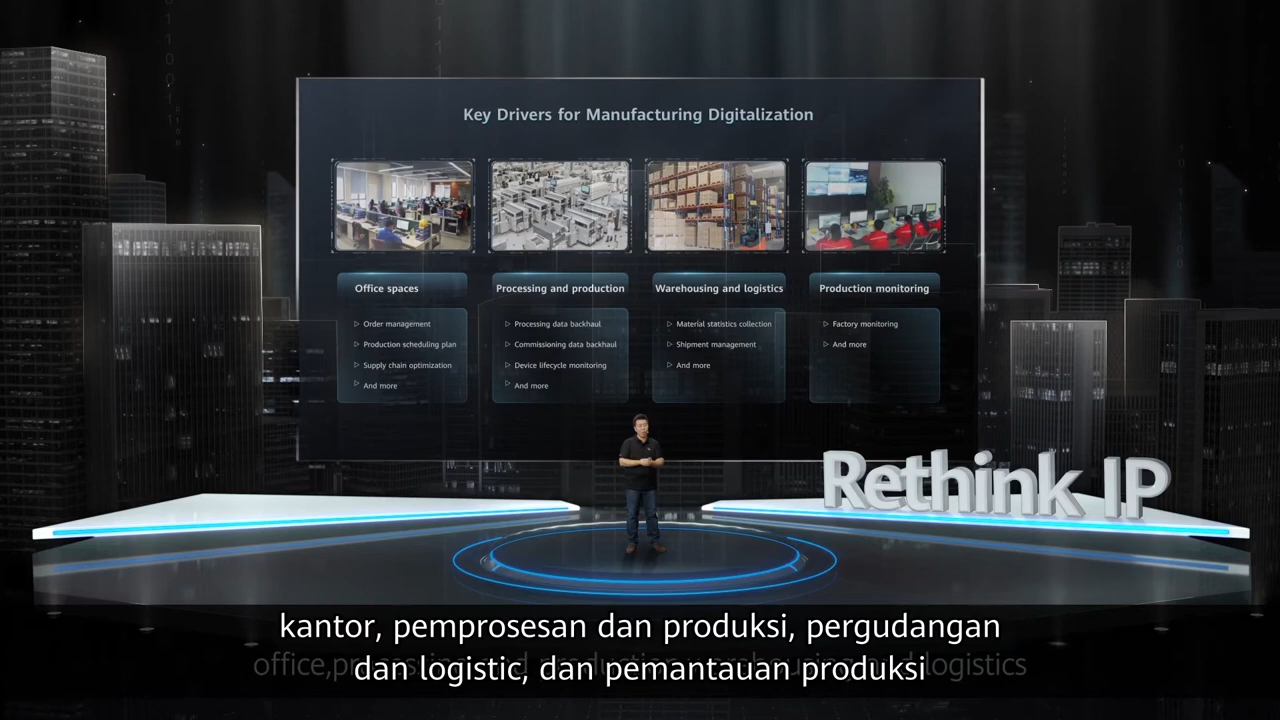 Key Drivers for Manufacturing Digitalization
Office spaces
Order management
Production scheduling plan
Supply chain optimization
And more
Processing and production
Processing data backhaul
Commissioning data backhaul
Device lifecycle monitoring
And more
Warehousing and logistics
Material statistics collection
Shipment management
And more
Production monitoring
Factory monitoring
And more
Rethink IP
kantor, pemprosesan dan produksi, pergudangan
dan logistic, dan pemantauan produksi
office, logistics